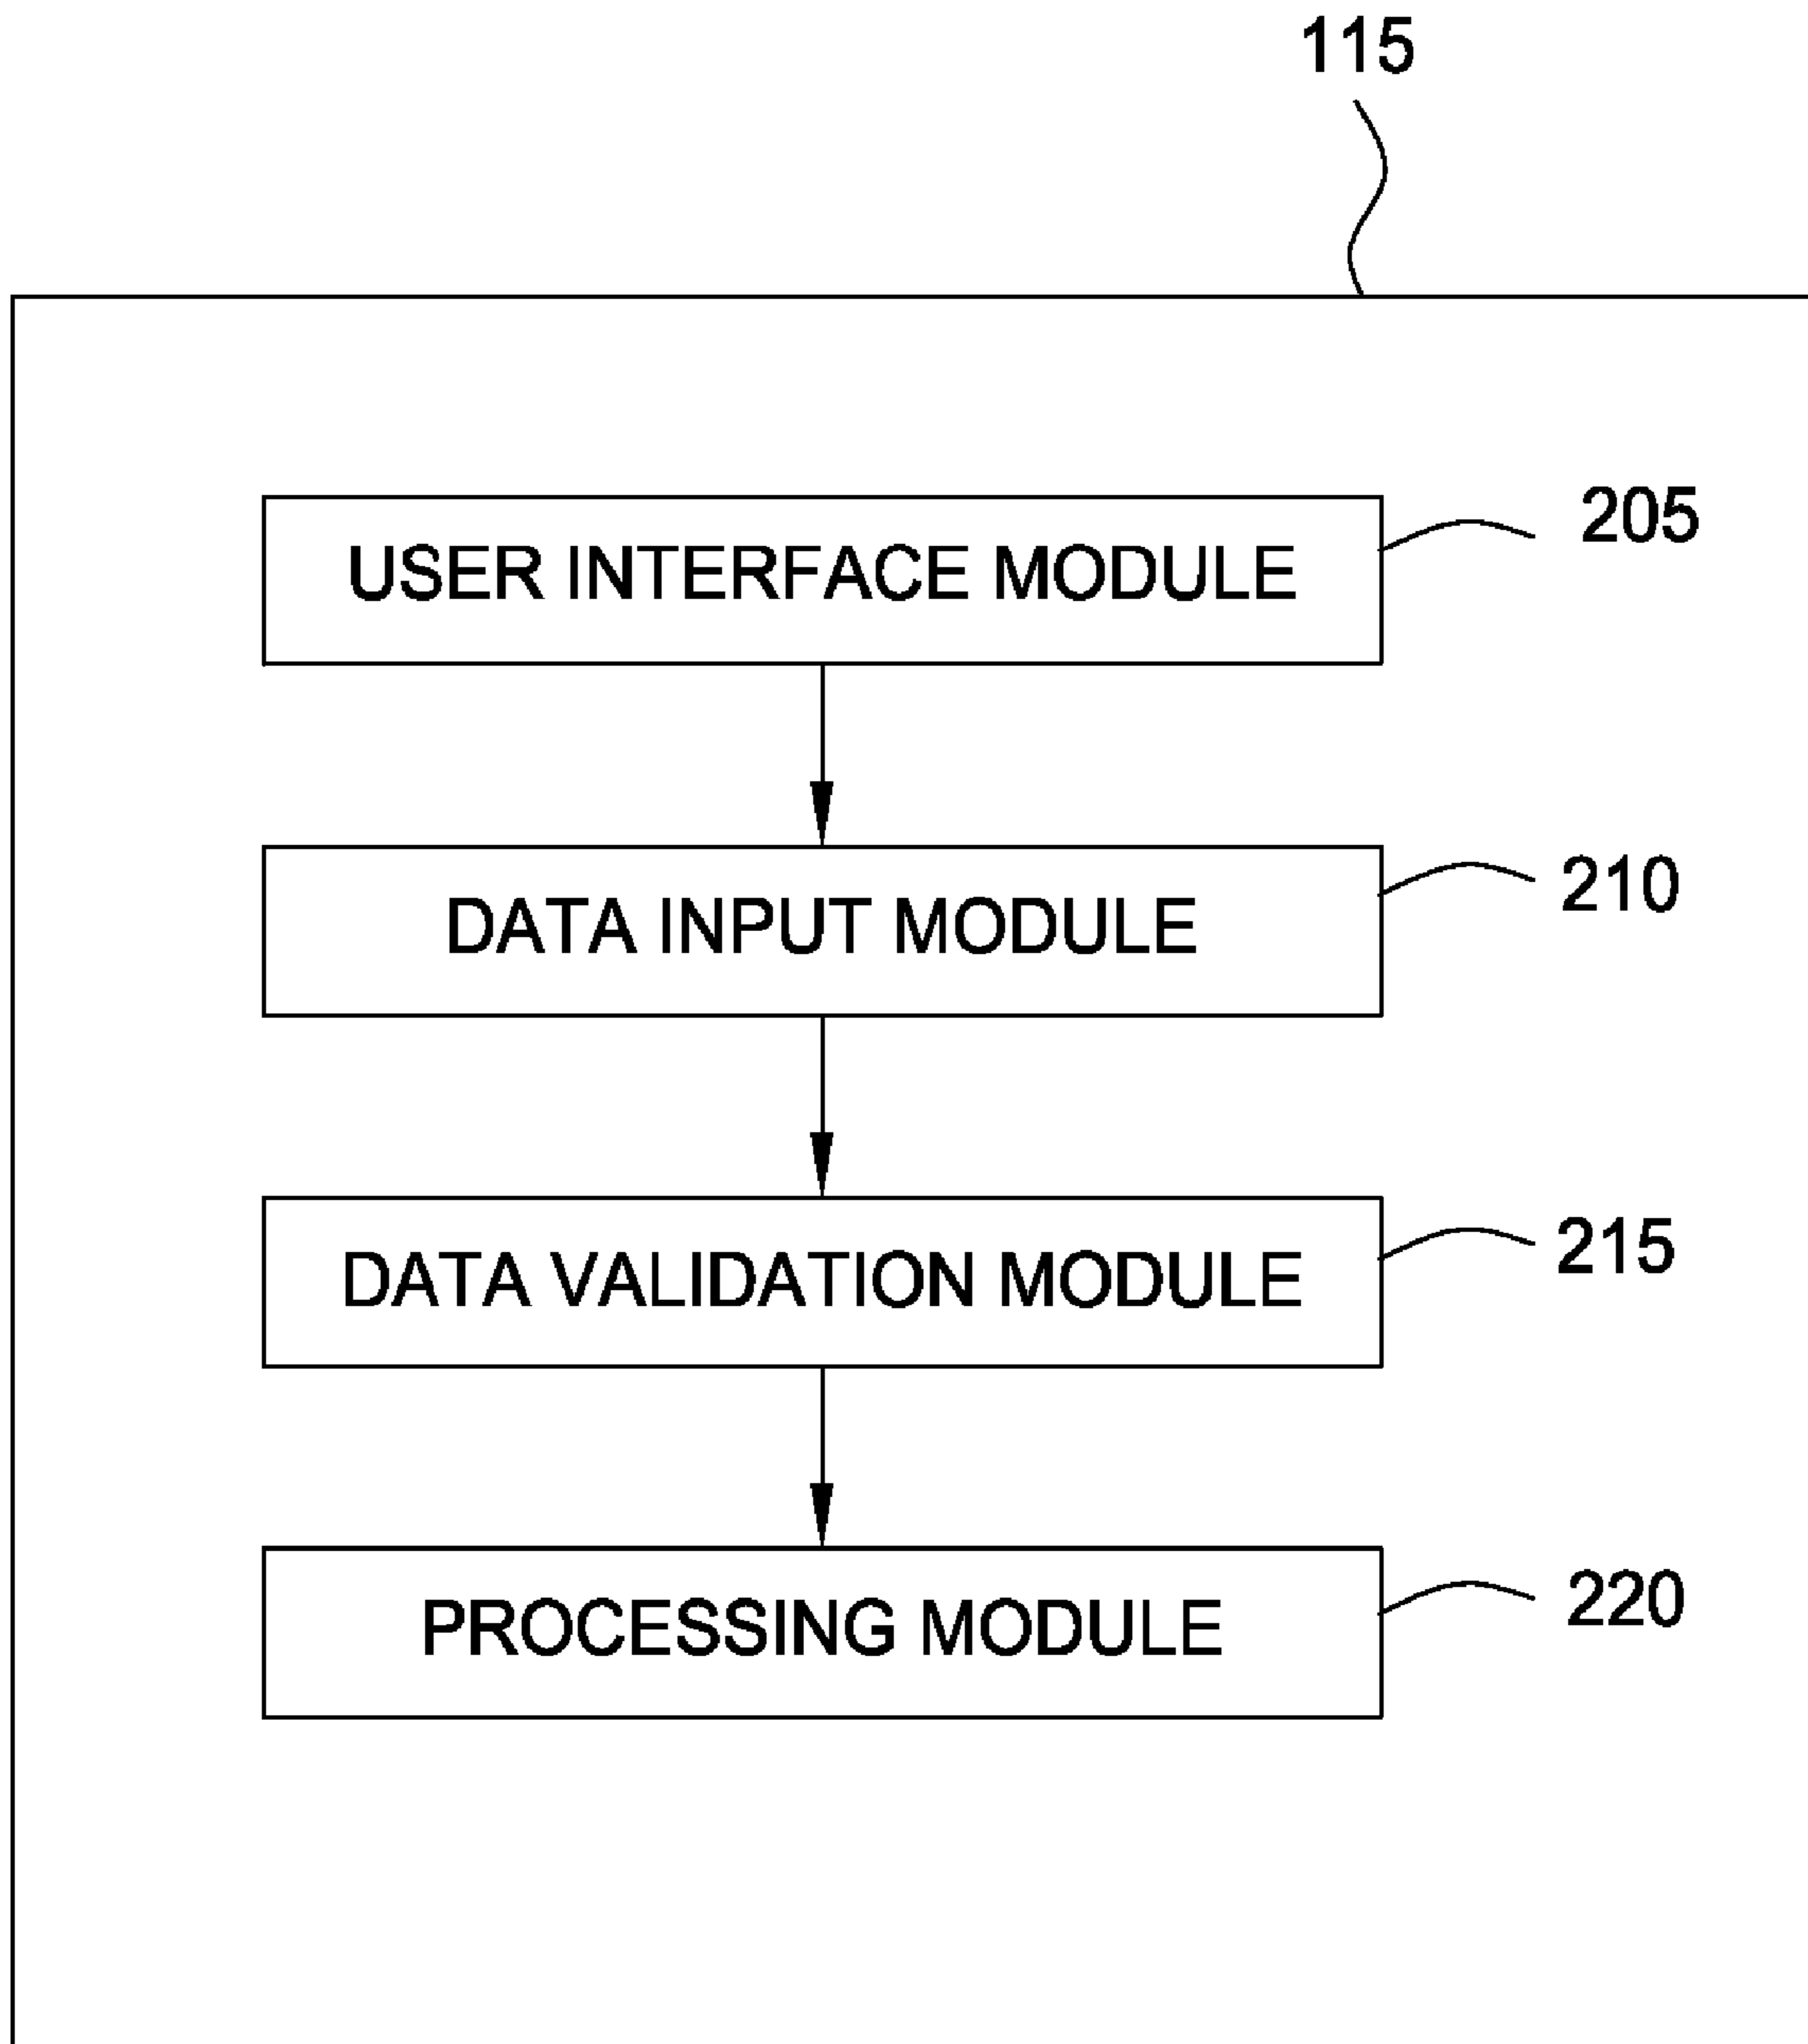 115
USER INTERFACE MODULE
205
DATA INPUT MODULE
210
DATA VALIDATION MODULE
215
PROCESSING MODULE
220